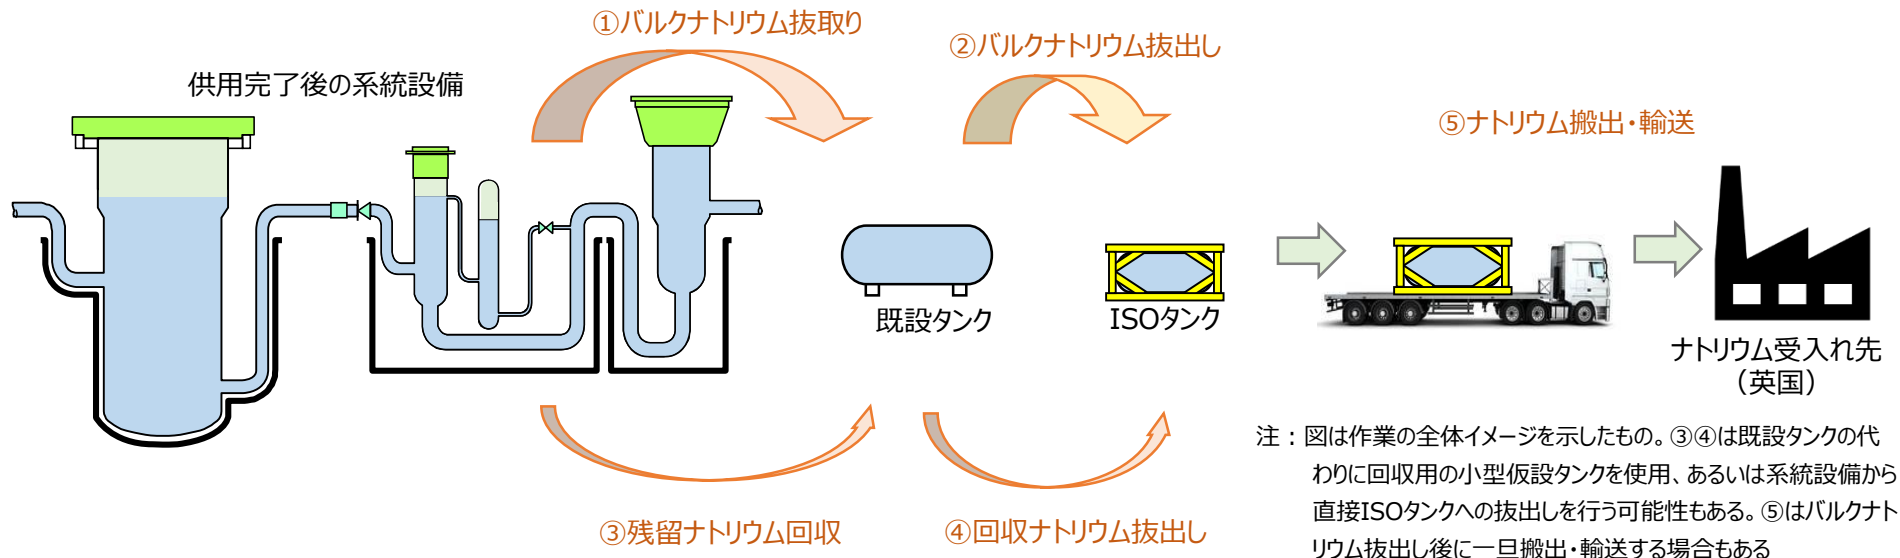 ①バルクナトリウム抜取り
②バルクナトリウム抜出し
供用完了後の系統設備
⑤ナトリウム搬出・輸送
既設タンク
ISOタンク
ナトリウム受入れ先
（英国）
③残留ナトリウム回収
④回収ナトリウム抜出し
注：図は作業の全体イメージを示したもの。③④は既設タンクの代
わりに回収用の小型仮設タンクを使用、あるいは系統設備から
直接ISOタンクへの抜出しを行う可能性もある。⑤はバルクナト
リウム抜出し後に一旦搬出・輸送する場合もある